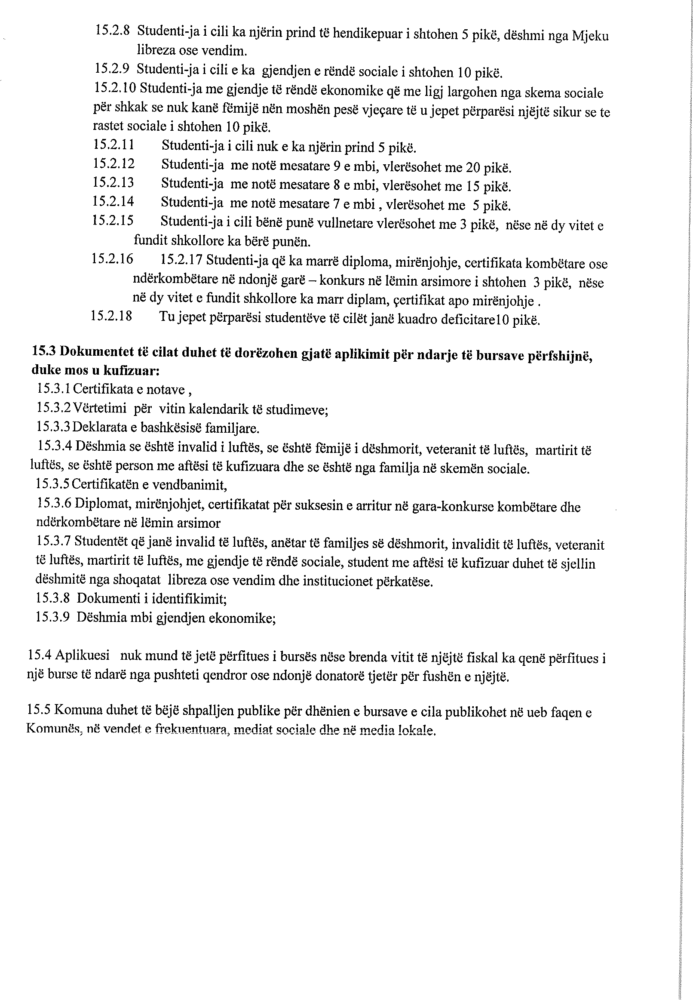 15.2.8 Studenti-ja i cili ka njërin prind të hendikepuar i shtohen 5 pikë, dëshmi nga Mjeku
libreza ose vendim.
15.2.9 Studenti-ja i cili e ka gjendjen e rëndë sociale i shtohen 10 pikë.
15.2.10 Studenti-ja me gjendje të rëndë ekonomike që me ligj largohen nga skema sociale
për shkak se nuk kanë fëmijë nën moshën pesë vjeçare të u jepet përparësi njëjtë sikur se te
rastet sociale i shtohen 10 pikë.
15.2.11 Studenti-ja i cili nuk e ka njërin prind 5 pikë.
15.2.12 Studenti-ja me notë mesatare 9 e mbi, vlerësohet me 20 pikë.
15.2.13 Studenti-ja me notë mesatare 8 e mbi, vlerësohet me 15 pikë.
15.2.14 Studenti-ja me notë mesatare 7 e mbi , vlerësohet me 5 pikë.
15.2.15 Studenti-ja i cili bënë punë vullnetare vlerësohet me 3 pikë, nëse në dy vitet e
fundit shkollore ka bërë punën.
15.2.16 15.2.17 Studenti-ja që ka marrë diploma, mirënjohje, certifikata kombëtare ose
ndërkombëtare në ndonjë garë – konkurs në lëmin arsimore i shtohen 3 pikë, nëse
në dy vitet e fundit shkollore ka marr diplam, çertifikat apo mirënjohje .
15.2.18 Tu jepet përparësi studentëve të cilët janë kuadro deficitare10 pikë.
15.3 Dokumentet të cilat duhet të dorëzohen gjatë aplikimit për ndarje të bursave përfshijnë,
duke mos u kufizuar:
15.3.1 Certifikata e notave ,
15.3.2 Vërtetimi për vitin kalendarik të studimeve;
15.3.3 Deklarata e bashkësisë familjare.
15.3.4 Dëshmia se është invalid i luftës, se është fëmijë i dëshmorit, veteranit të luftës, martirit të
luftës, se është person me aftësi të kufizuara dhe se është nga familja në skemën sociale.
15.3.5 Certifikatën e vendbanimit,
15.3.6 Diplomat, mirënjohjet, certifikatat për suksesin e arritur në gara-konkurse kombëtare dhe
ndërkombëtare në lëmin arsimor
15.3.7 Studentët që janë invalid të luftës, anëtar të familjes së dëshmorit, invalidit të luftës, veteranit
të luftës, martirit të luftës, me gjendje të rëndë sociale, student me aftësi të kufizuar duhet të sjellin
dëshmitë nga shoqatat libreza ose vendim dhe institucionet përkatëse.
15.3.8 Dokumenti i identifikimit;
15.3.9 Dëshmia mbi gjendjen ekonomike;
15.4 Aplikuesi nuk mund të jetë përfitues i bursës nëse brenda vitit të njëjtë fiskal ka qenë përfitues i
një burse të ndarë nga pushteti qendror ose ndonjë donatorë tjetër për fushën e njëjtë.
15.5 Komuna duhet të bëjë shpalljen publike për dhënien e bursave e cila publikohet në ueb faqen e
Komunës, në vendet e frekuentuara, mediat sociale dhe në media lokale.